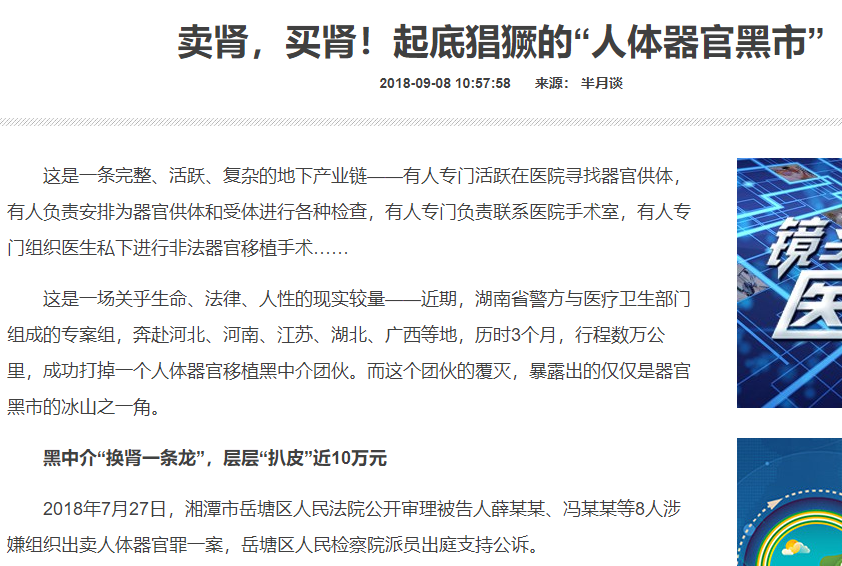 卖肾，买肾！起底猖獗的“人体器官黑市”
2018-09-08 10:57:58 来源： 半月谈
这是一条完整、活跃、复杂的地下产业链——有人专门活跃在医院寻找器官供体，
有人负责安排为器官供体和受体进行各种检查，有人专门负责联系医院手术室，有人专
门组织医生私下进行非法器官移植手术……
这是一场关乎生命、法律、人性的现实较量——近期，湖南省警方与医疗卫生部门
组成的专案组，奔赴河北、河南、江苏、湖北、广西等地，历时3个月，行程数万公
里，成功打掉一个人体器官移植黑中介团伙。而这个团伙的覆灭，暴露出的仅仅是器官
黑市的冰山之一角。
黑中介“换肾一条龙”，层层“扒皮”近10万元
2018年7月27日，湘潭市岳塘区人民法院公开审理被告人薛某某、冯某某等8人涉
嫌组织出卖人体器官罪一案，岳塘区人民检察院派员出庭支持公诉。
镜
医